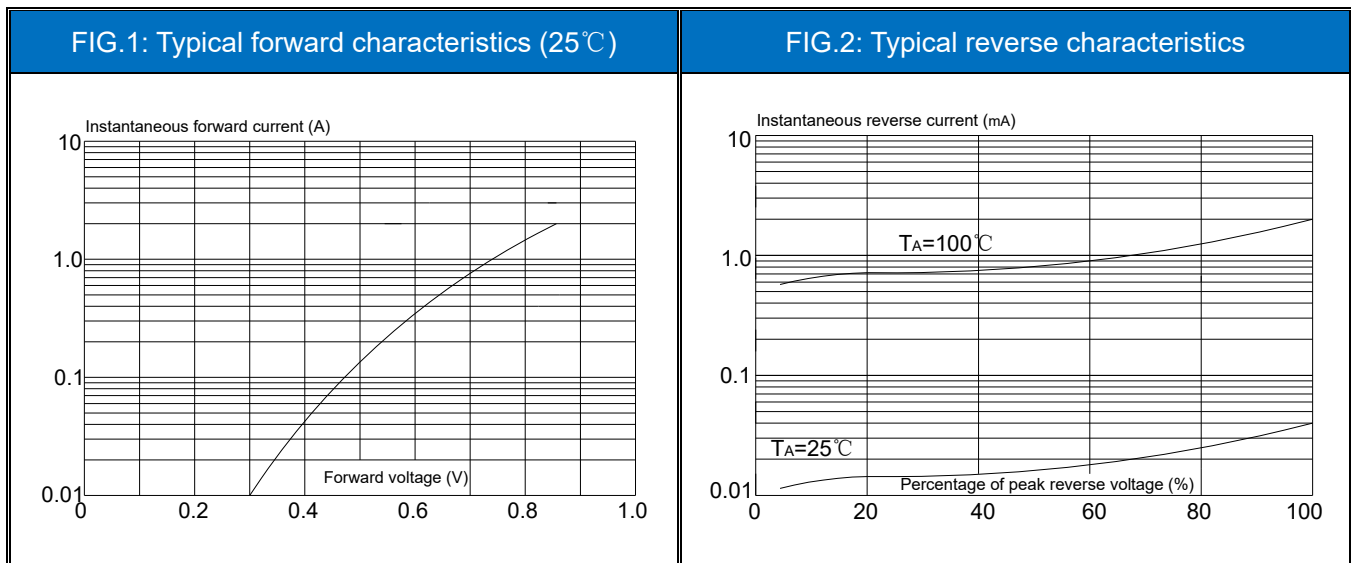 FIG.1: Typical forward characteristics (25℃)
Instantaneous forward current (A)
10
1.0
0.1
0.01
Forward voltage (V)
0 0.2 0.4 0.6 0.8 1.0
FIG.2: Typical reverse characteristics
Instantaneous reverse current (mA)
10
TA=100℃
1.0
0.1
TA=25℃
0.01
Percentage of peak reverse voltage (%)
0 20 40 60 80 100